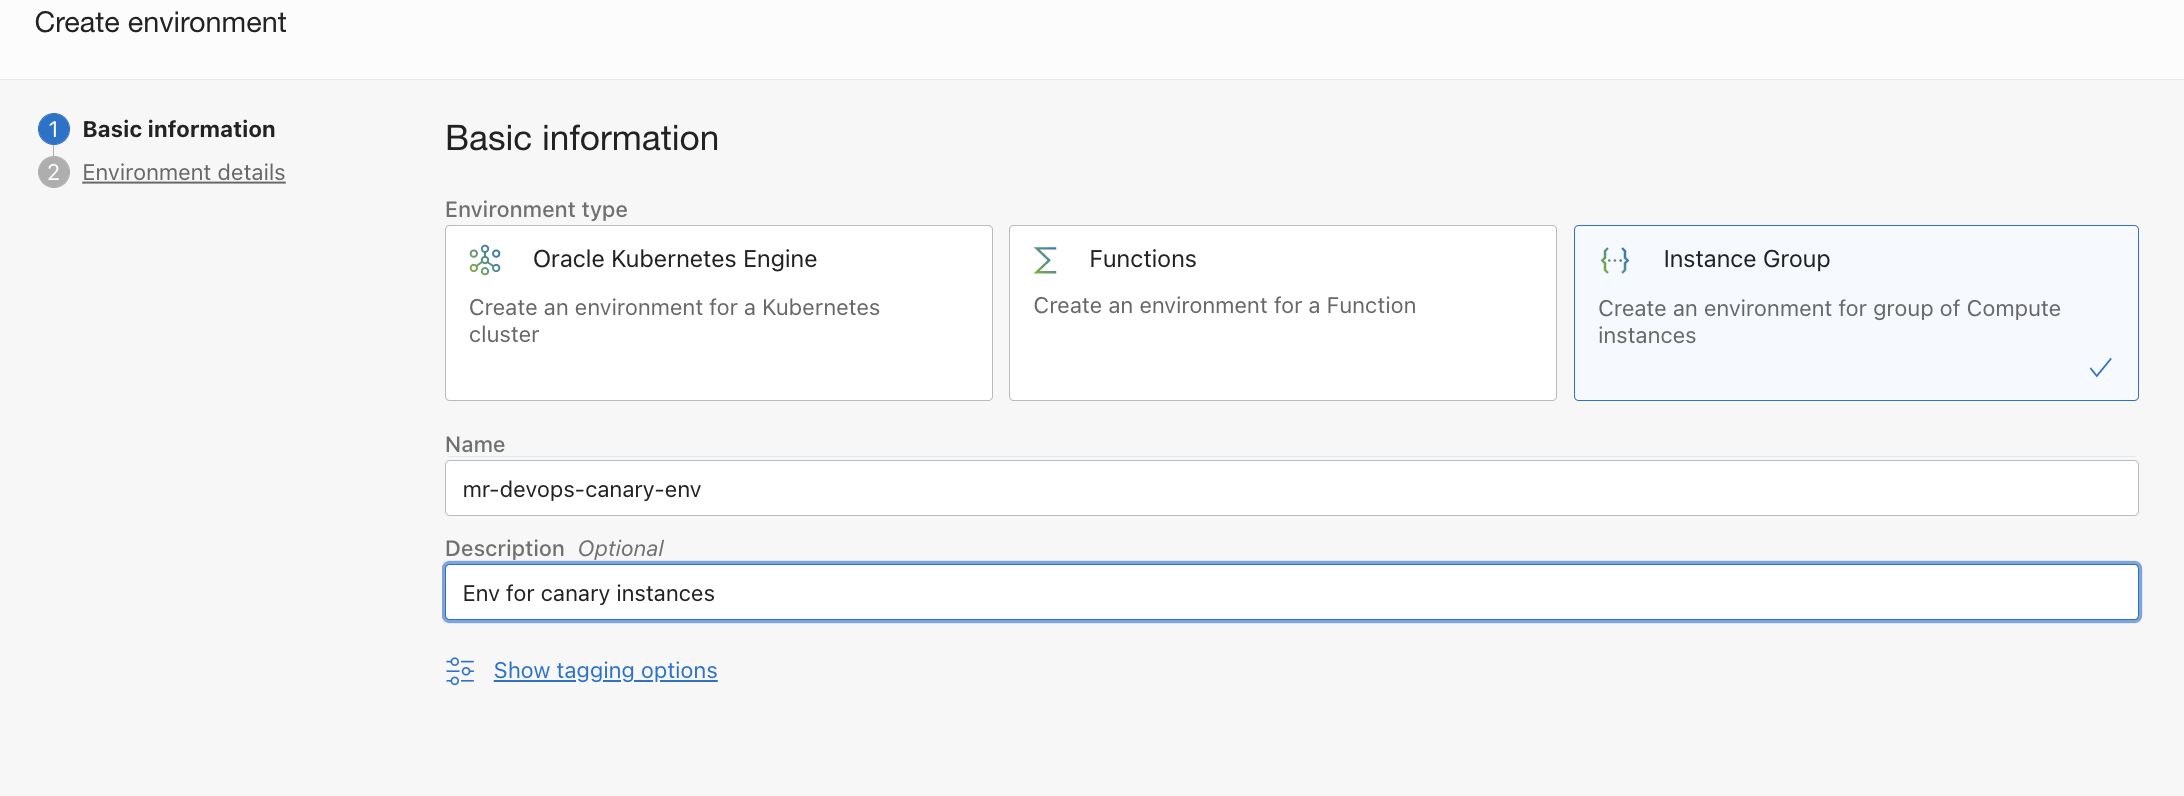 Create environment
1 Basic information
2 Environment details
Basic information
Environment type
Oracle Kubernetes Engine
Create an environment for a Kubernetes
cluster
Functions
Create an environment for a Function
Instance Group
Create an environment for group of Compute
instances
Name
mr-devops-canary-env
Description Optional
Env for canary instances
Show tagging options